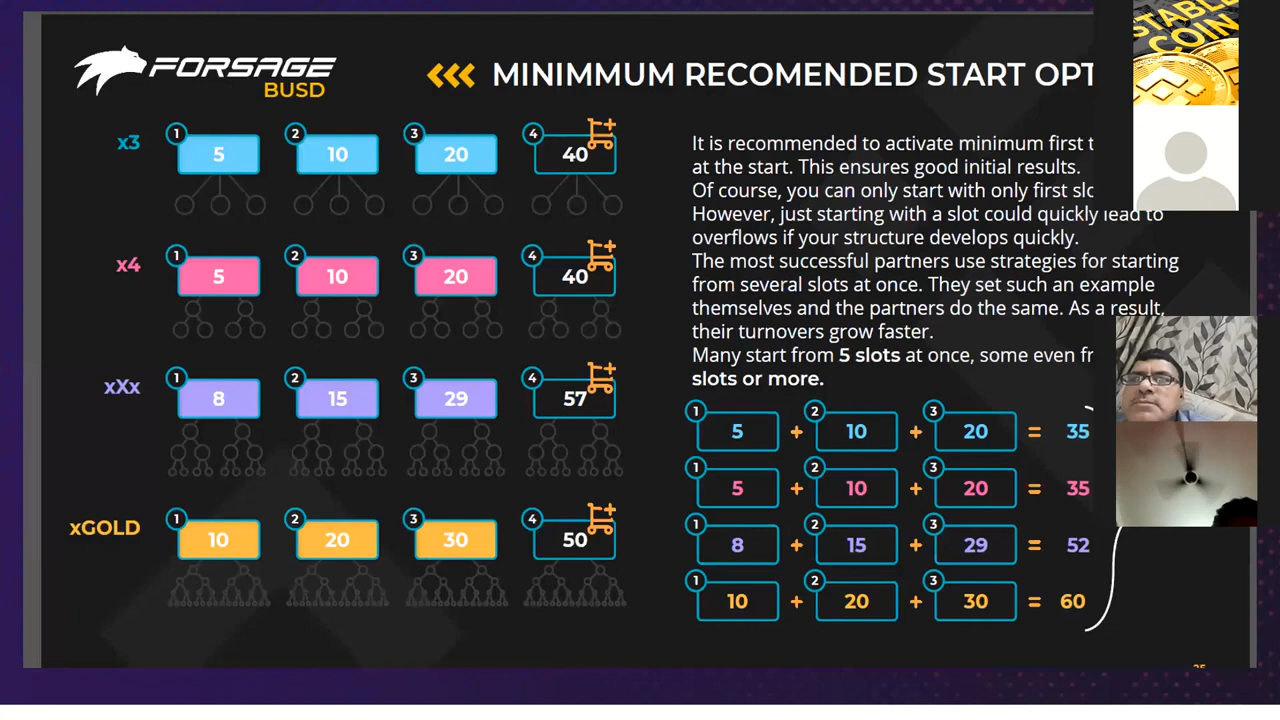 FORSAGE
BUSD
MINIMMUM RECOMENDED START OPT
STABLE
COIN
x3
1 5 2 10 3 20 4 40
x4
1 5 2 10 3 20 4 40
xXx
1 8 2 15 3 29 4 57
xGOLD
1 10 2 20 3 30 4 50
It is recommended to activate minimum first t
at the start. This ensures good initial results.
Of course, you can only start with only first slo
However, just starting with a slot could quickly lead to
overflows if your structure develops quickly.
The most successful partners use strategies for starting
from several slots at once. They set such an example
themselves and the partners do the same. As a result,
their turnovers grow faster.
Many start from 5 slots at once, some even fr
slots or more.
1 5 + 2 10 + 3 20 = 35
1 5 + 2 10 + 3 20 = 35
1 8 + 2 15 + 3 29 = 52
1 10 + 2 20 + 3 30 = 60